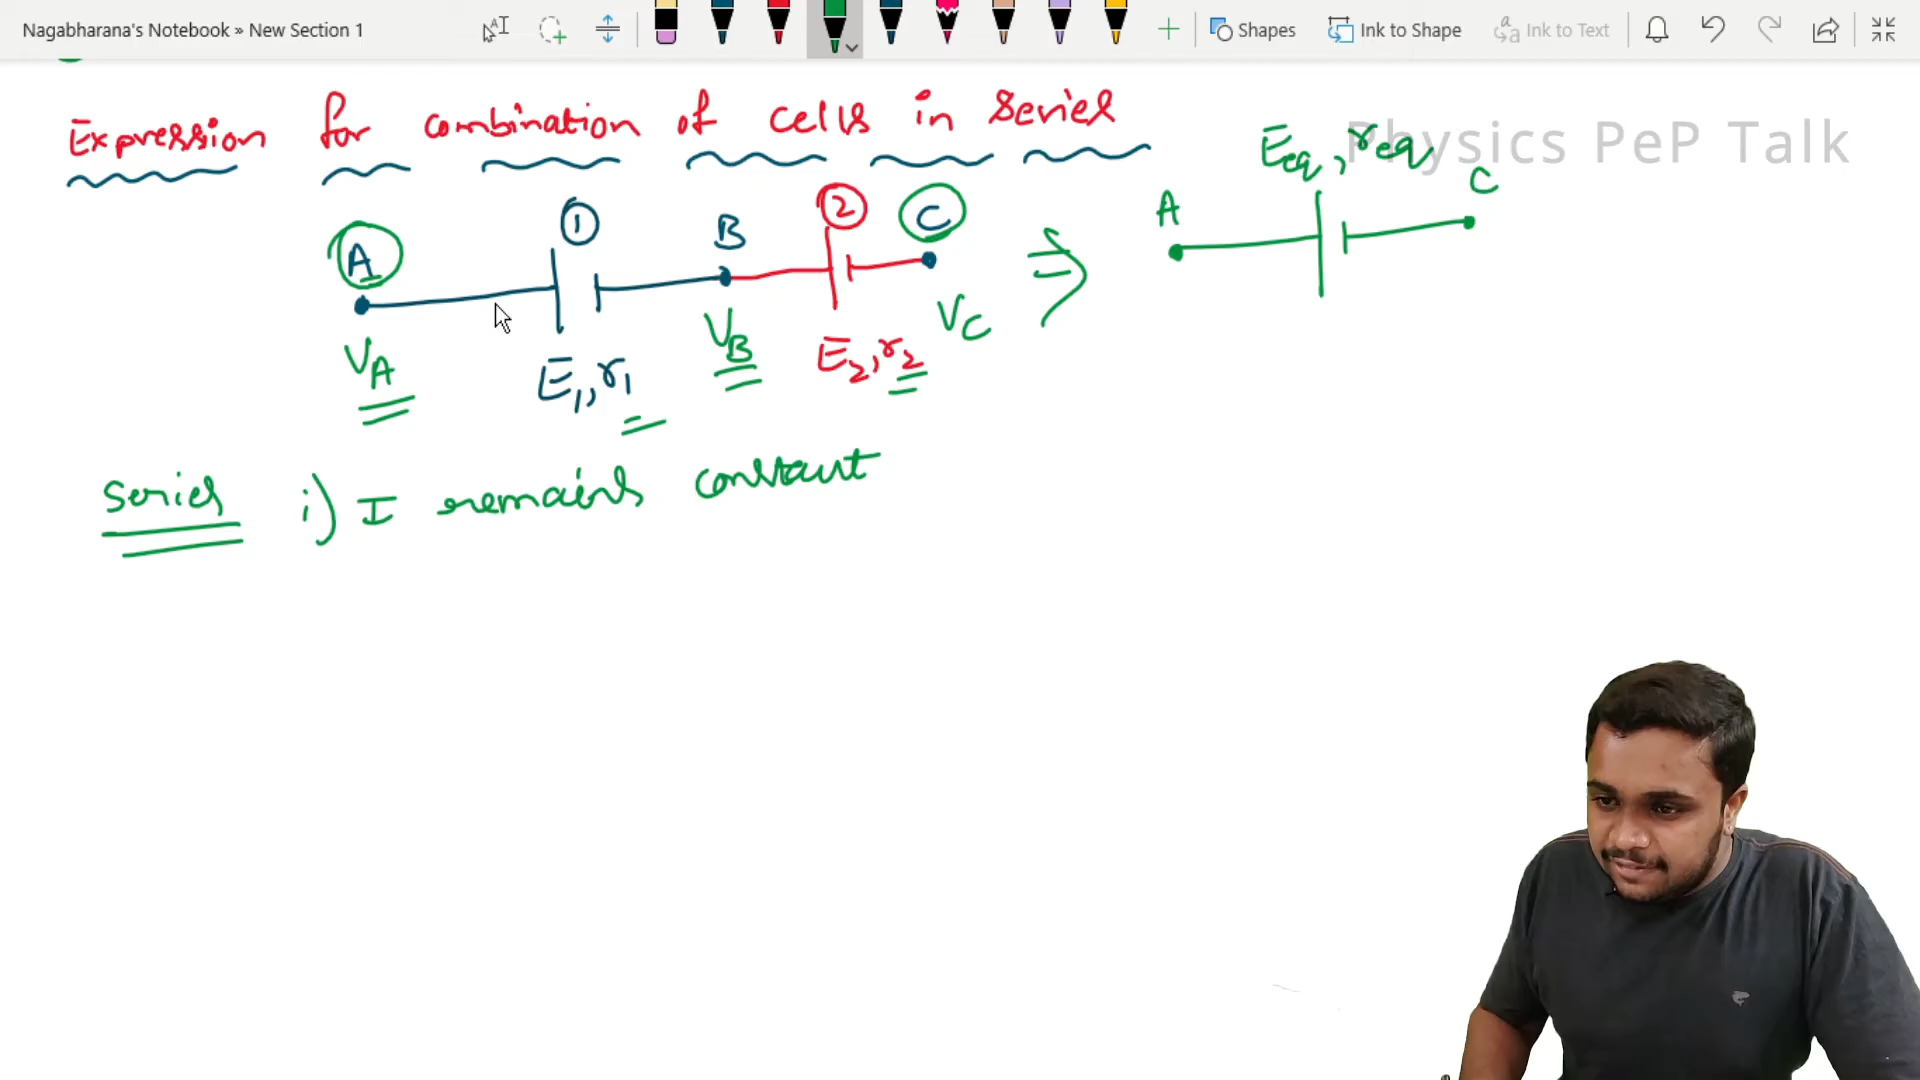 Nagabharana's Notebook » New Section 1
Shapes
Ink to Shape
Ink to Text
Expression for combination of cells in series
Physics PeP Talk
Eeq, req
A
C
A
1
B
2
C
VA
E1, r1
VB
E2, r2
VC
⇒
series i) I remains constant